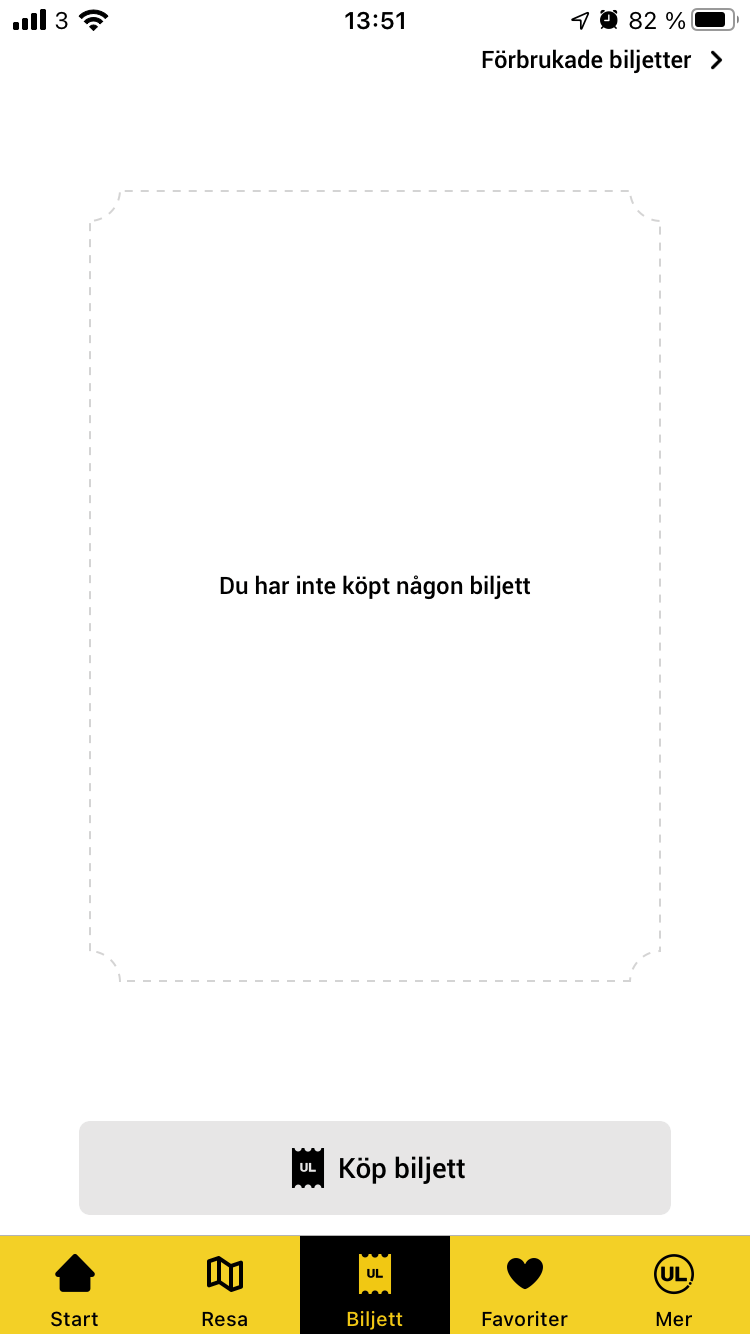 3
13:51
82 %
Förbrukade biljetter
Du har inte köpt någon biljett
UL
Köp biljett
UL
UL
Start
Resa
Biljett
Favoriter
Mer